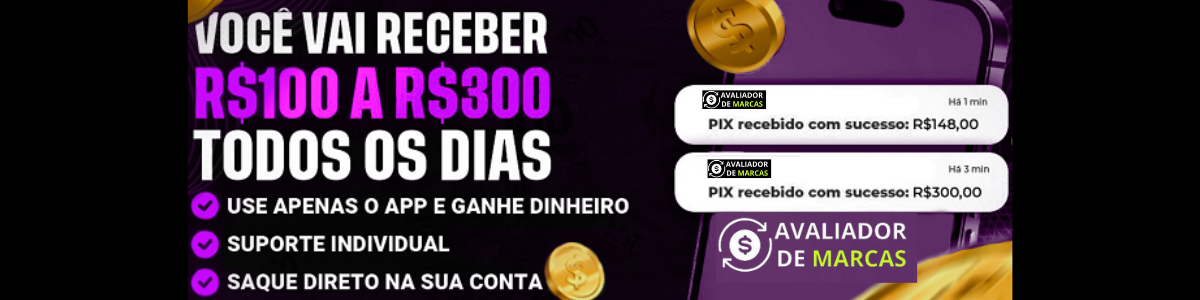 VOCÊ VAI RECEBER
R$100 A R$300
TODOS OS DIAS
USE APENAS O APP E GANHE DINHEIRO
SUPORTE INDIVIDUAL
SAQUE DIRETO NA SUA CONTA
AVALIADOR
DE MARCAS
Há 1 min
PIX recebido com sucesso: R$148,00
AVALIADOR
DE MARCAS
Há 3 min
PIX recebido com sucesso: R$300,00
AVALIADOR
DE MARCAS